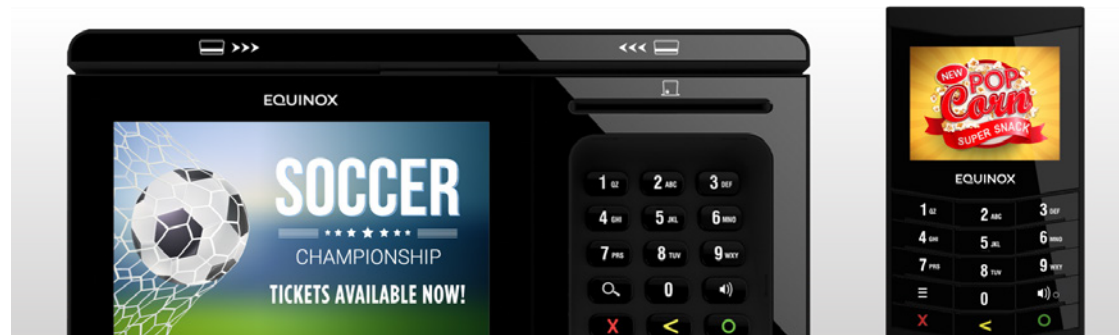 >>> <<<
EQUINOX
SOCCER
CHAMPIONSHIP
TICKETS AVAILABLE NOW!
1 QZ 2 ABC 3 DEF
4 GHI 5 JKL 6 MNO
7 PRS 8 TUV 9 WXY
0
X < O
NEW
POP
Corn
SUPER SNACK
EQUINOX
1 QZ 2 ABC 3 DEF
4 GHI 5 JKL 6 MNO
7 PRS 8 TUV 9 WXY
0
X < O